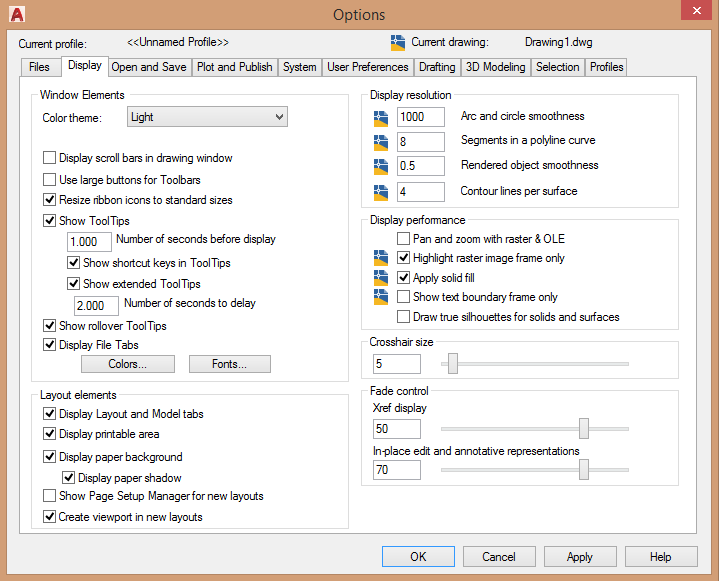 Options
Current profile: <<Unnamed Profile>> Current drawing: Drawing1.dwg
Files Display Open and Save Plot and Publish System User Preferences Drafting 3D Modeling Selection Profiles
Window Elements
Color theme: Light
Display scroll bars in drawing window
Use large buttons for Toolbars
Resize ribbon icons to standard sizes
Show ToolTips
1.000 Number of seconds before display
Show shortcut keys in ToolTips
Show extended ToolTips
2.000 Number of seconds to delay
Show rollover ToolTips
Display File Tabs
Colors... Fonts...
Layout elements
Display Layout and Model tabs
Display printable area
Display paper background
Display paper shadow
Show Page Setup Manager for new layouts
Create viewport in new layouts
Display resolution
1000 Arc and circle smoothness
8 Segments in a polyline curve
0.5 Rendered object smoothness
4 Contour lines per surface
Display performance
Pan and zoom with raster & OLE
Highlight raster image frame only
Apply solid fill
Show text boundary frame only
Draw true silhouettes for solids and surfaces
Crosshair size
5
Fade control
Xref display
50
In-place edit and annotative representations
70
OK Cancel Apply Help